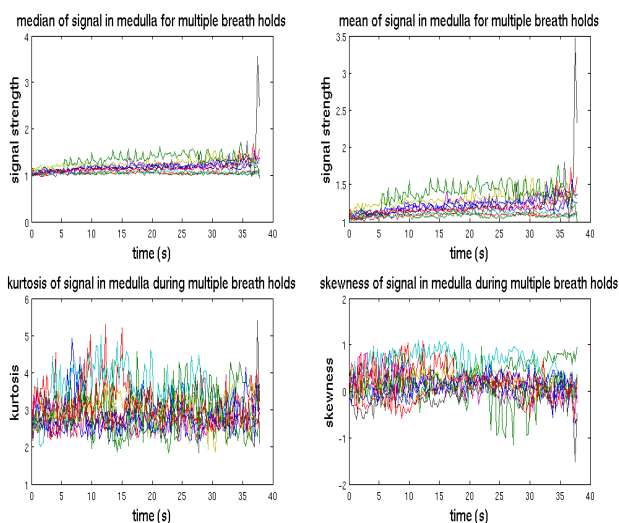 median of signal in medulla for multiple breath holds
signal strength
4
3
2
1
0
0 5 10 15 20 25 30 35 40
time (s)
mean of signal in medulla for multiple breath holds
signal strength
3.5
3
2.5
2
1.5
1
0 5 10 15 20 25 30 35 40
time (s)
kurtosis of signal in medulla during multiple breath holds
kurtosis
6
5
4
3
2
1
0 5 10 15 20 25 30 35 40
time (s)
skewness of signal in medulla during multiple breath holds
skewness
2
1
0
-1
-2
0 5 10 15 20 25 30 35 40
time (s)